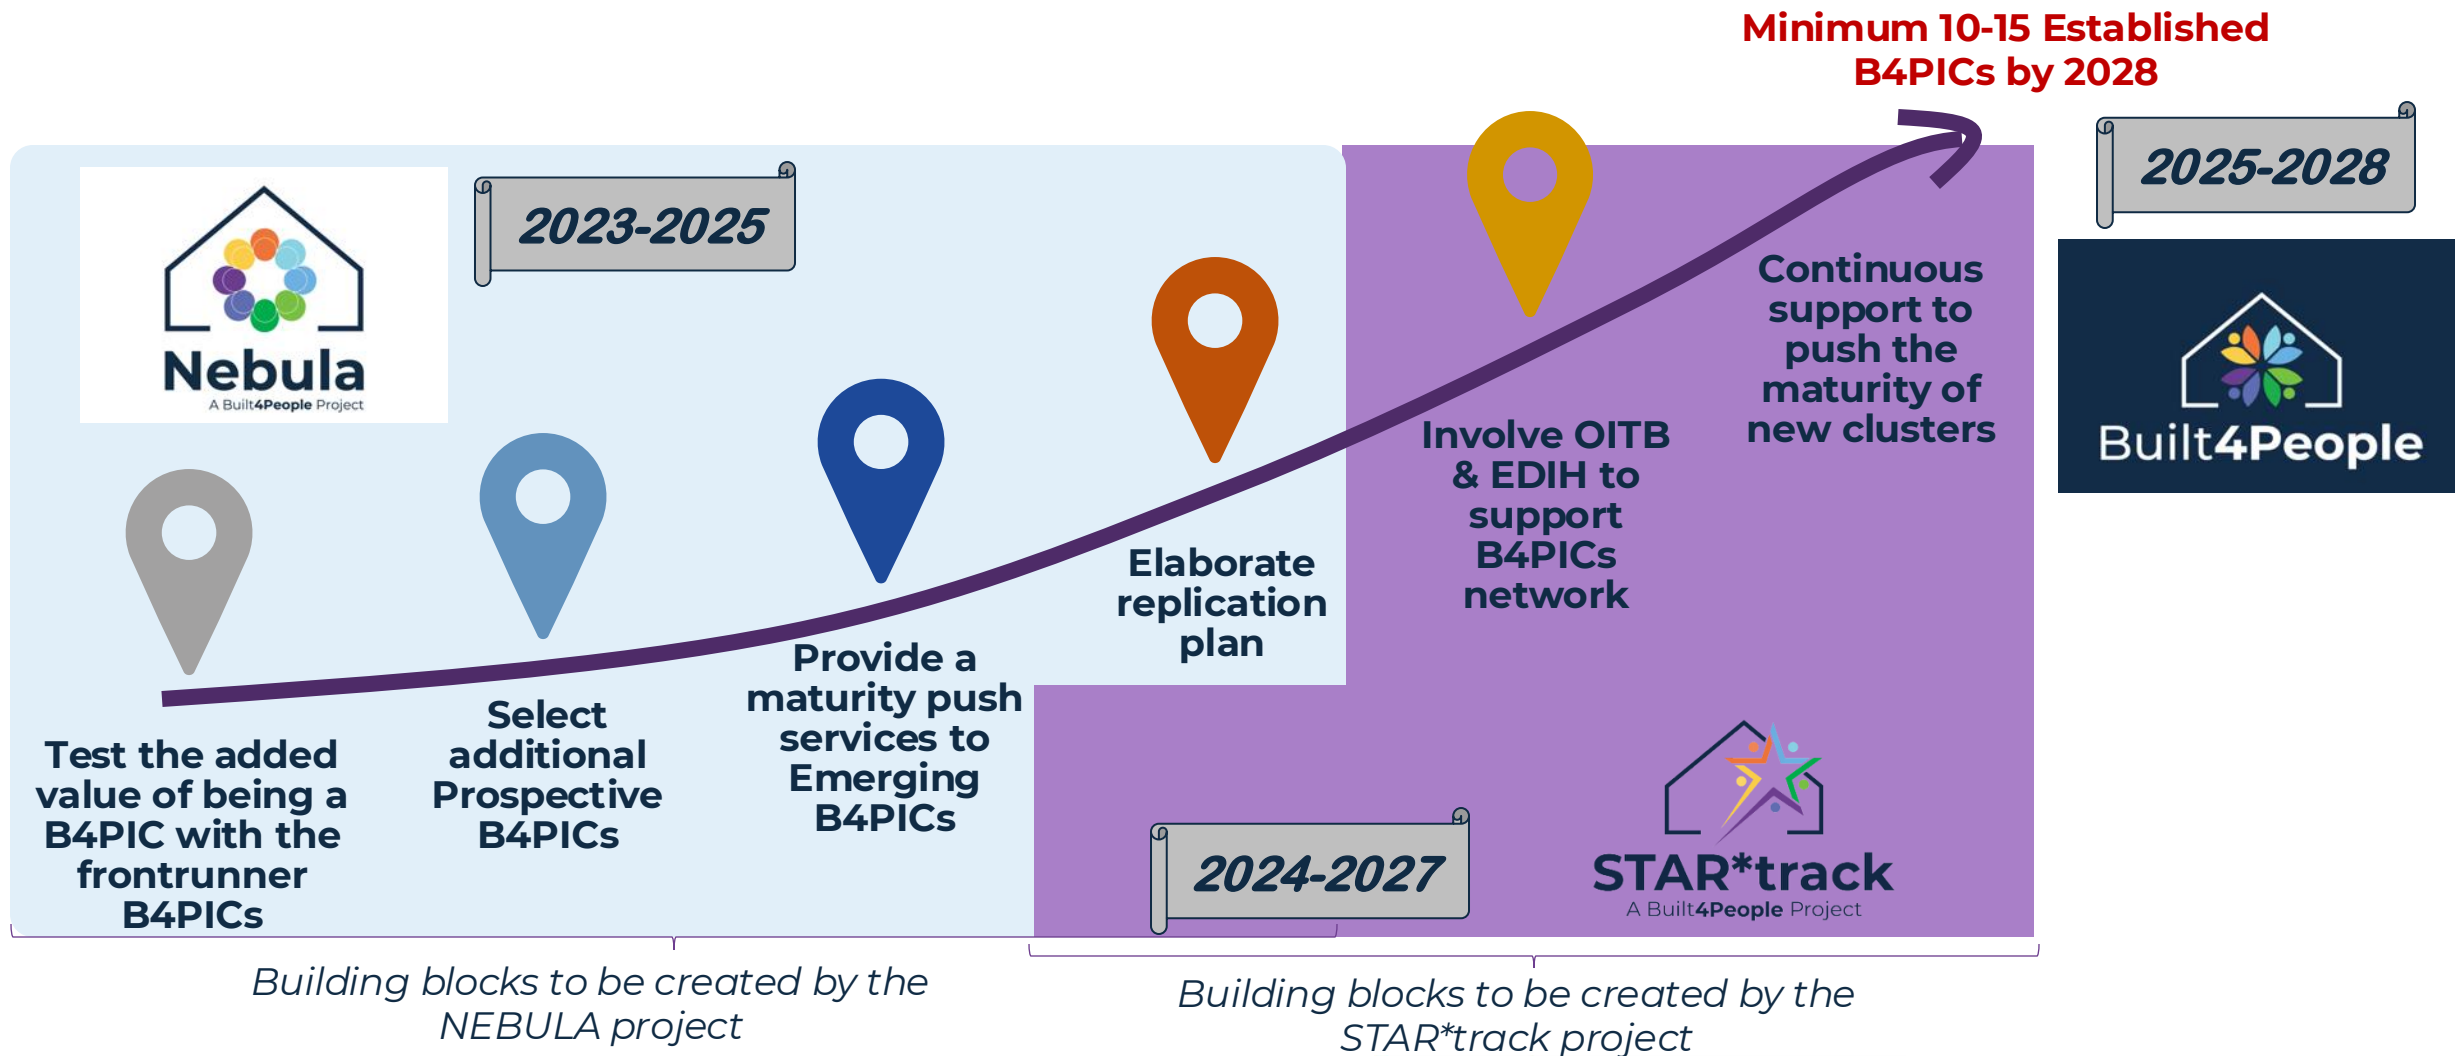 Minimum 10-15 Established
B4PICs by 2028
2025-2028
Built4People
2023-2025
Nebula
A Built4People Project
Test the added
value of being a
B4PIC with the
frontrunner
B4PICs
Select
additional
Prospective
B4PICs
Provide a
maturity push
services to
Emerging
B4PICs
Elaborate
replication
plan
Involve OITB
& EDIH to
support
B4PICs
network
Continuous
support to
push the
maturity of
new clusters
2024-2027
STAR*track
A Built4People Project
Building blocks to be created by the
NEBULA project
Building blocks to be created by the
STAR*track project